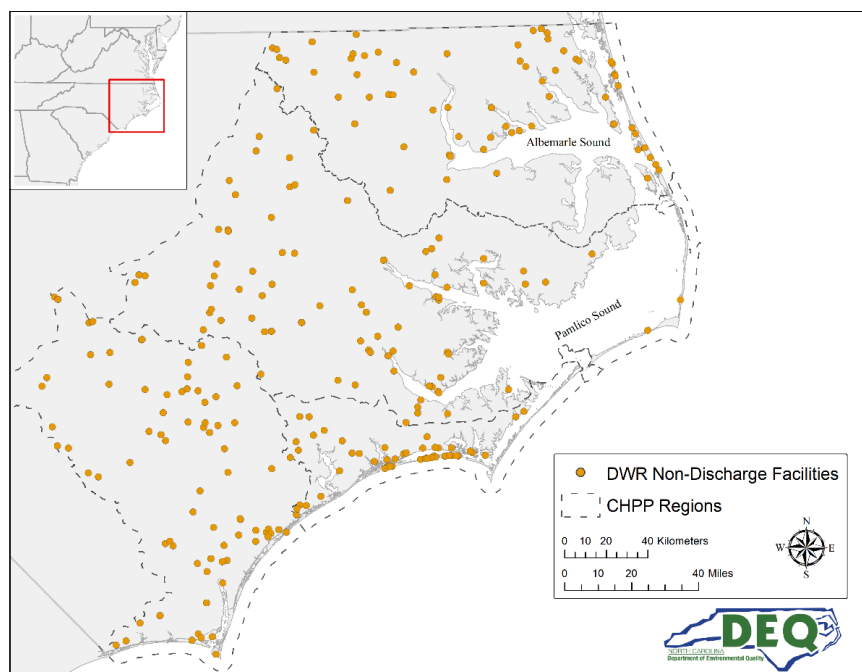 Albemarle Sound
Pamlico Sound
DWR Non-Discharge Facilities
CHPP Regions
0 10 20 40 Kilometers
0 10 20 40 Miles
N
W E
S
NORTH CAROLINA
DEQ
Department of Environmental Quality